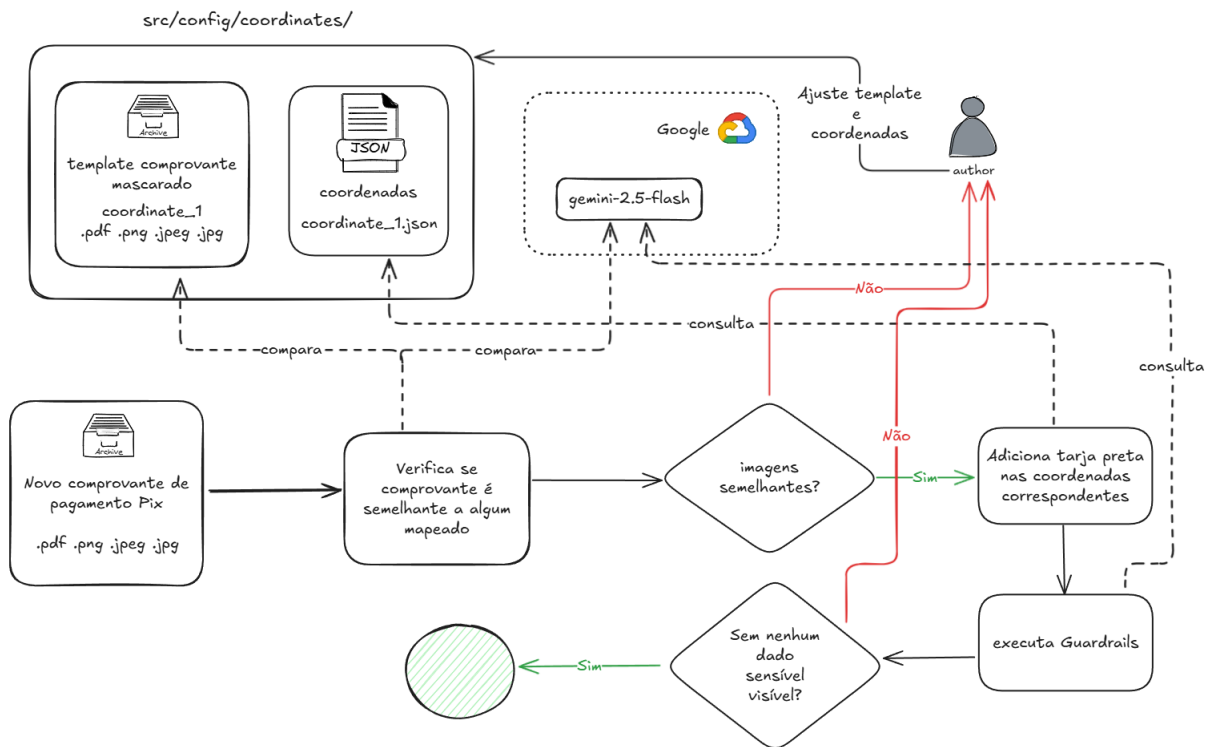 src/config/coordinates/
Archive
template comprovante
mascarado
coordinate_1
.pdf .png .jpeg .jpg
JSON
coordenadas
coordinate_1.json
Google
gemini-2.5-flash
Ajuste template
e
coordenadas
author
Não
consulta
compara
compara
consulta
Archive
Novo comprovante de
pagamento Pix
.pdf .png .jpeg .jpg
Verifica se
comprovante é
semelhante a algum
mapeado
imagens
semelhantes?
Não
Sim
Adiciona tarja preta
nas coordenadas
correspondentes
executa Guardrails
Sem nenhum
dado
sensível
visível?
Sim